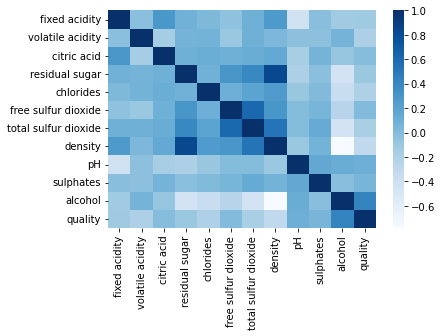 fixed acidity
volatile acidity
citric acid
residual sugar
chlorides
free sulfur dioxide
total sulfur dioxide
density
pH
sulphates
alcohol
quality
fixed acidity
volatile acidity
citric acid
residual sugar
chlorides
free sulfur dioxide
total sulfur dioxide
density
pH
sulphates
alcohol
quality
1.0
0.8
0.6
0.4
0.2
0.0
−0.2
−0.4
−0.6